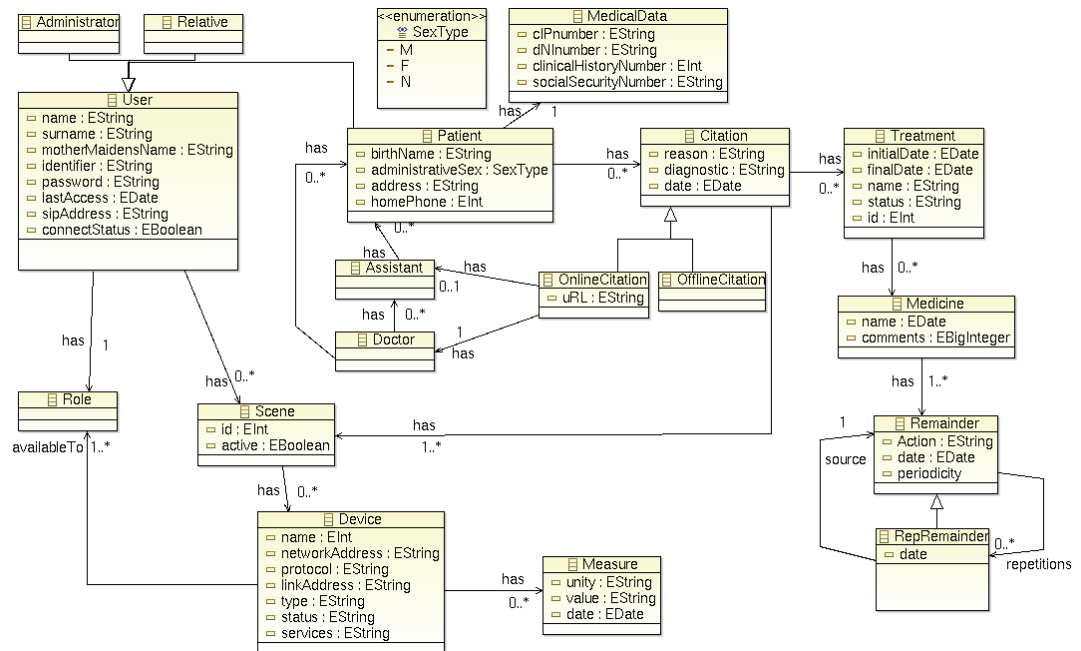 Administrator
Relative
<<enumeration>>
SexType
M
F
N
MedicalData
cIPnumber : EString
dNInumber : EString
clinicalHistoryNumber : EInt
socialSecurityNumber : EString
has
1
User
name : EString
surname : EString
motherMaidensName : EString
identifier : EString
password : EString
lastAccess : EDate
sipAddress : EString
connectStatus : EBoolean
has
0..*
Patient
birthName : EString
administrativeSex : SexType
address : EString
homePhone : EInt
has
0..*
Citation
reason : EString
diagnostic : EString
date : EDate
has
0..*
Treatment
initialDate : EDate
finalDate : EDate
name : EString
status : EString
id : EInt
0..*
has
Assistant
0..1
has
OnlineCitation
uRL : EString
OfflineCitation
has
0..*
has
0..*
Doctor
1
has
Medicine
name : EDate
comments : EBigInteger
has
1
has
0..*
has
1..*
Role
availableTo
1..*
Scene
id : EInt
active : EBoolean
has
1..*
1
source
Remainder
Action : EString
date : EDate
periodicity
has
0..*
Device
name : EInt
networkAddress : EString
protocol : EString
linkAddress : EString
type : EString
status : EString
services : EString
has
0..*
Measure
unity : EString
value : EString
date : EDate
RepRemainder
date
0..*
repetitions